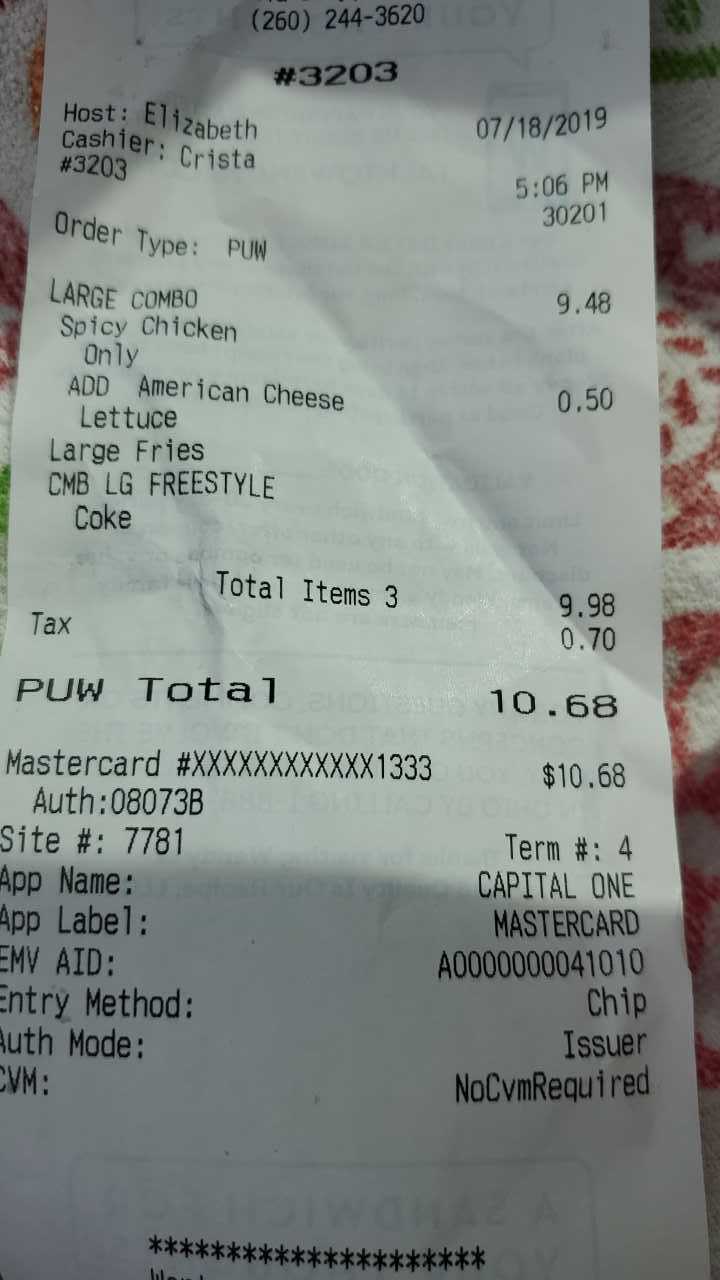 (260) 244-3620
#3203
Host: Elizabeth 07/18/2019
Cashier: Crista
#3203 5:06 PM
30201
Order Type: PUW
LARGE COMBO 9.48
Spicy Chicken
Only
ADD American Cheese 0.50
Lettuce
Large Fries
CMB LG FREESTYLE
Coke
Total Items 3 9.98
Tax 0.70
PUW Total 10.68
Mastercard #XXXXXXXXXXXX1333 $10.68
Auth:08073B
Site #: 7781 Term #: 4
App Name: CAPITAL ONE
App Label: MASTERCARD
EMV AID: A0000000041010
Entry Method: Chip
Auth Mode: Issuer
CVM: NoCvmRequired
**********************